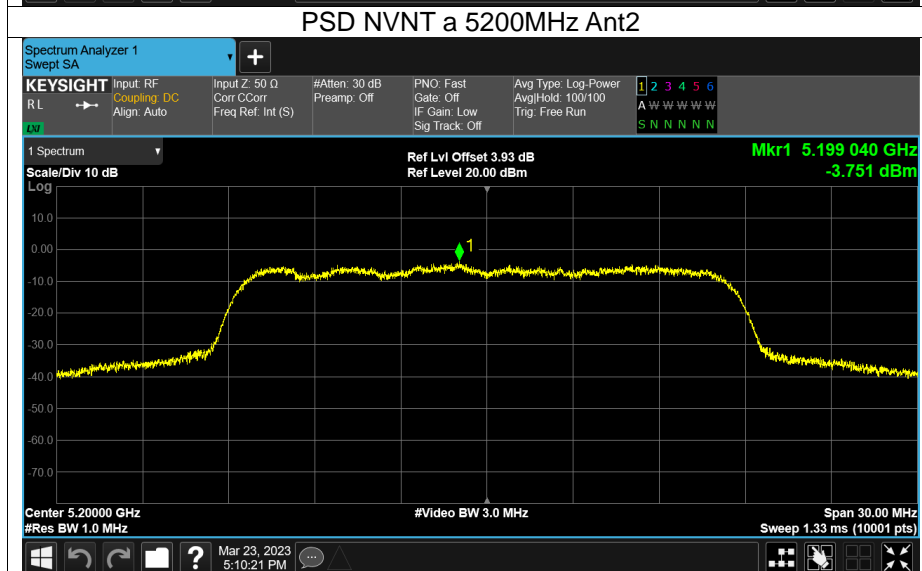 PSD NVNT a 5200MHz Ant2
Spectrum Analyzer 1
Swept SA
KEYSIGHT
R L
LXI
Input: RF
Coupling: DC
Align: Auto
Input Z: 50 Ω
Corr CCorr
Freq Ref: Int (S)
#Atten: 30 dB
Preamp: Off
PNO: Fast
Gate: Off
IF Gain: Low
Sig Track: Off
Avg Type: Log-Power
Avg|Hold: 100/100
Trig: Free Run
1 2 3 4 5 6
A W W W W W
S N N N N N
1 Spectrum
Scale/Div 10 dB
Log
Ref Lvl Offset 3.93 dB
Ref Level 20.00 dBm
Mkr1 5.199 040 GHz
-3.751 dBm
10.0
0.00
-10.0
-20.0
-30.0
-40.0
-50.0
-60.0
-70.0
1
Center 5.20000 GHz
#Res BW 1.0 MHz
#Video BW 3.0 MHz
Span 30.00 MHz
Sweep 1.33 ms (10001 pts)
?
Mar 23, 2023
5:10:21 PM